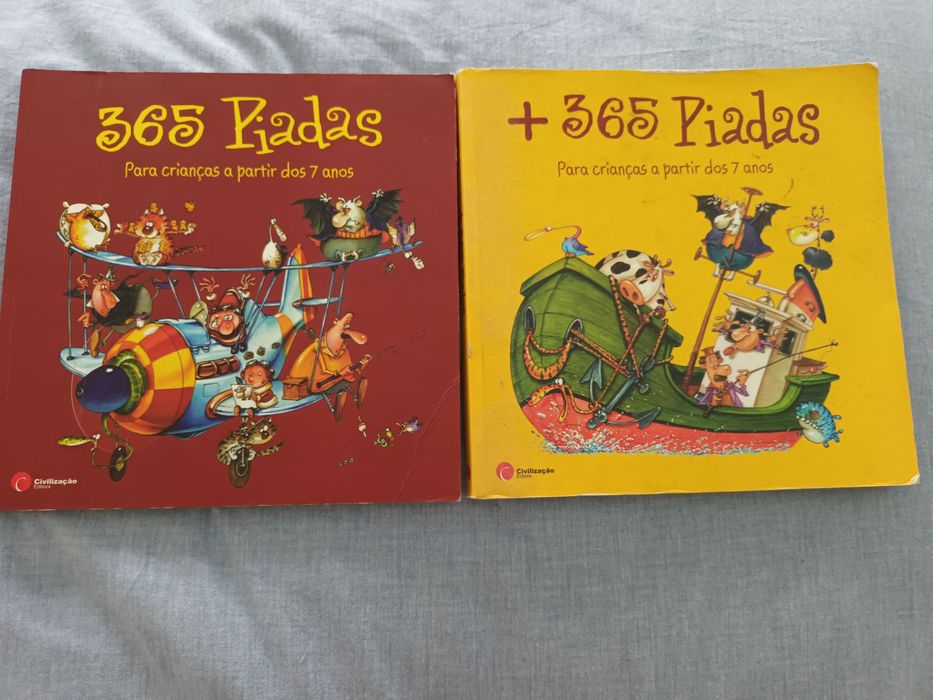 365 Piadas
Para crianças a partir dos 7 anos
Civilização
Editora
+ 365 Piadas
Para crianças a partir dos 7 anos
Civilização
Editora